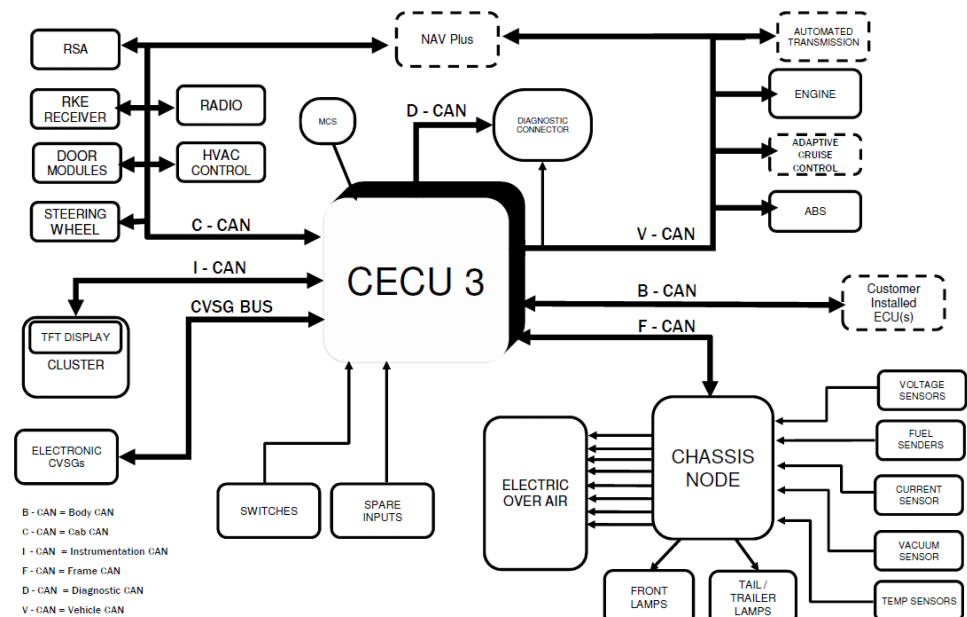 RSA
NAV Plus
AUTOMATED
TRANSMISSION
RKE
RECEIVER
RADIO
MCS
D - CAN
DIAGNOSTIC
CONNECTOR
ENGINE
DOOR
MODULES
HVAC
CONTROL
ADAPTIVE
CRUISE
CONTROL
STEERING
WHEEL
C - CAN
V - CAN
ABS
I - CAN
CECU 3
B - CAN
Customer
Installed
ECU(s)
CVSG BUS
F - CAN
TFT DISPLAY
CLUSTER
ELECTRONIC
CVSGs
SWITCHES
SPARE
INPUTS
ELECTRIC
OVER AIR
CHASSIS
NODE
VOLTAGE
SENSORS
FUEL
SENDERS
CURRENT
SENSOR
VACUUM
SENSOR
TEMP SENSORS
FRONT
LAMPS
TAIL /
TRAILER
LAMPS
B - CAN = Body CAN
C - CAN = Cab CAN
I - CAN = Instrumentation CAN
F - CAN = Frame CAN
D - CAN = Diagnostic CAN
V - CAN = Vehicle CAN